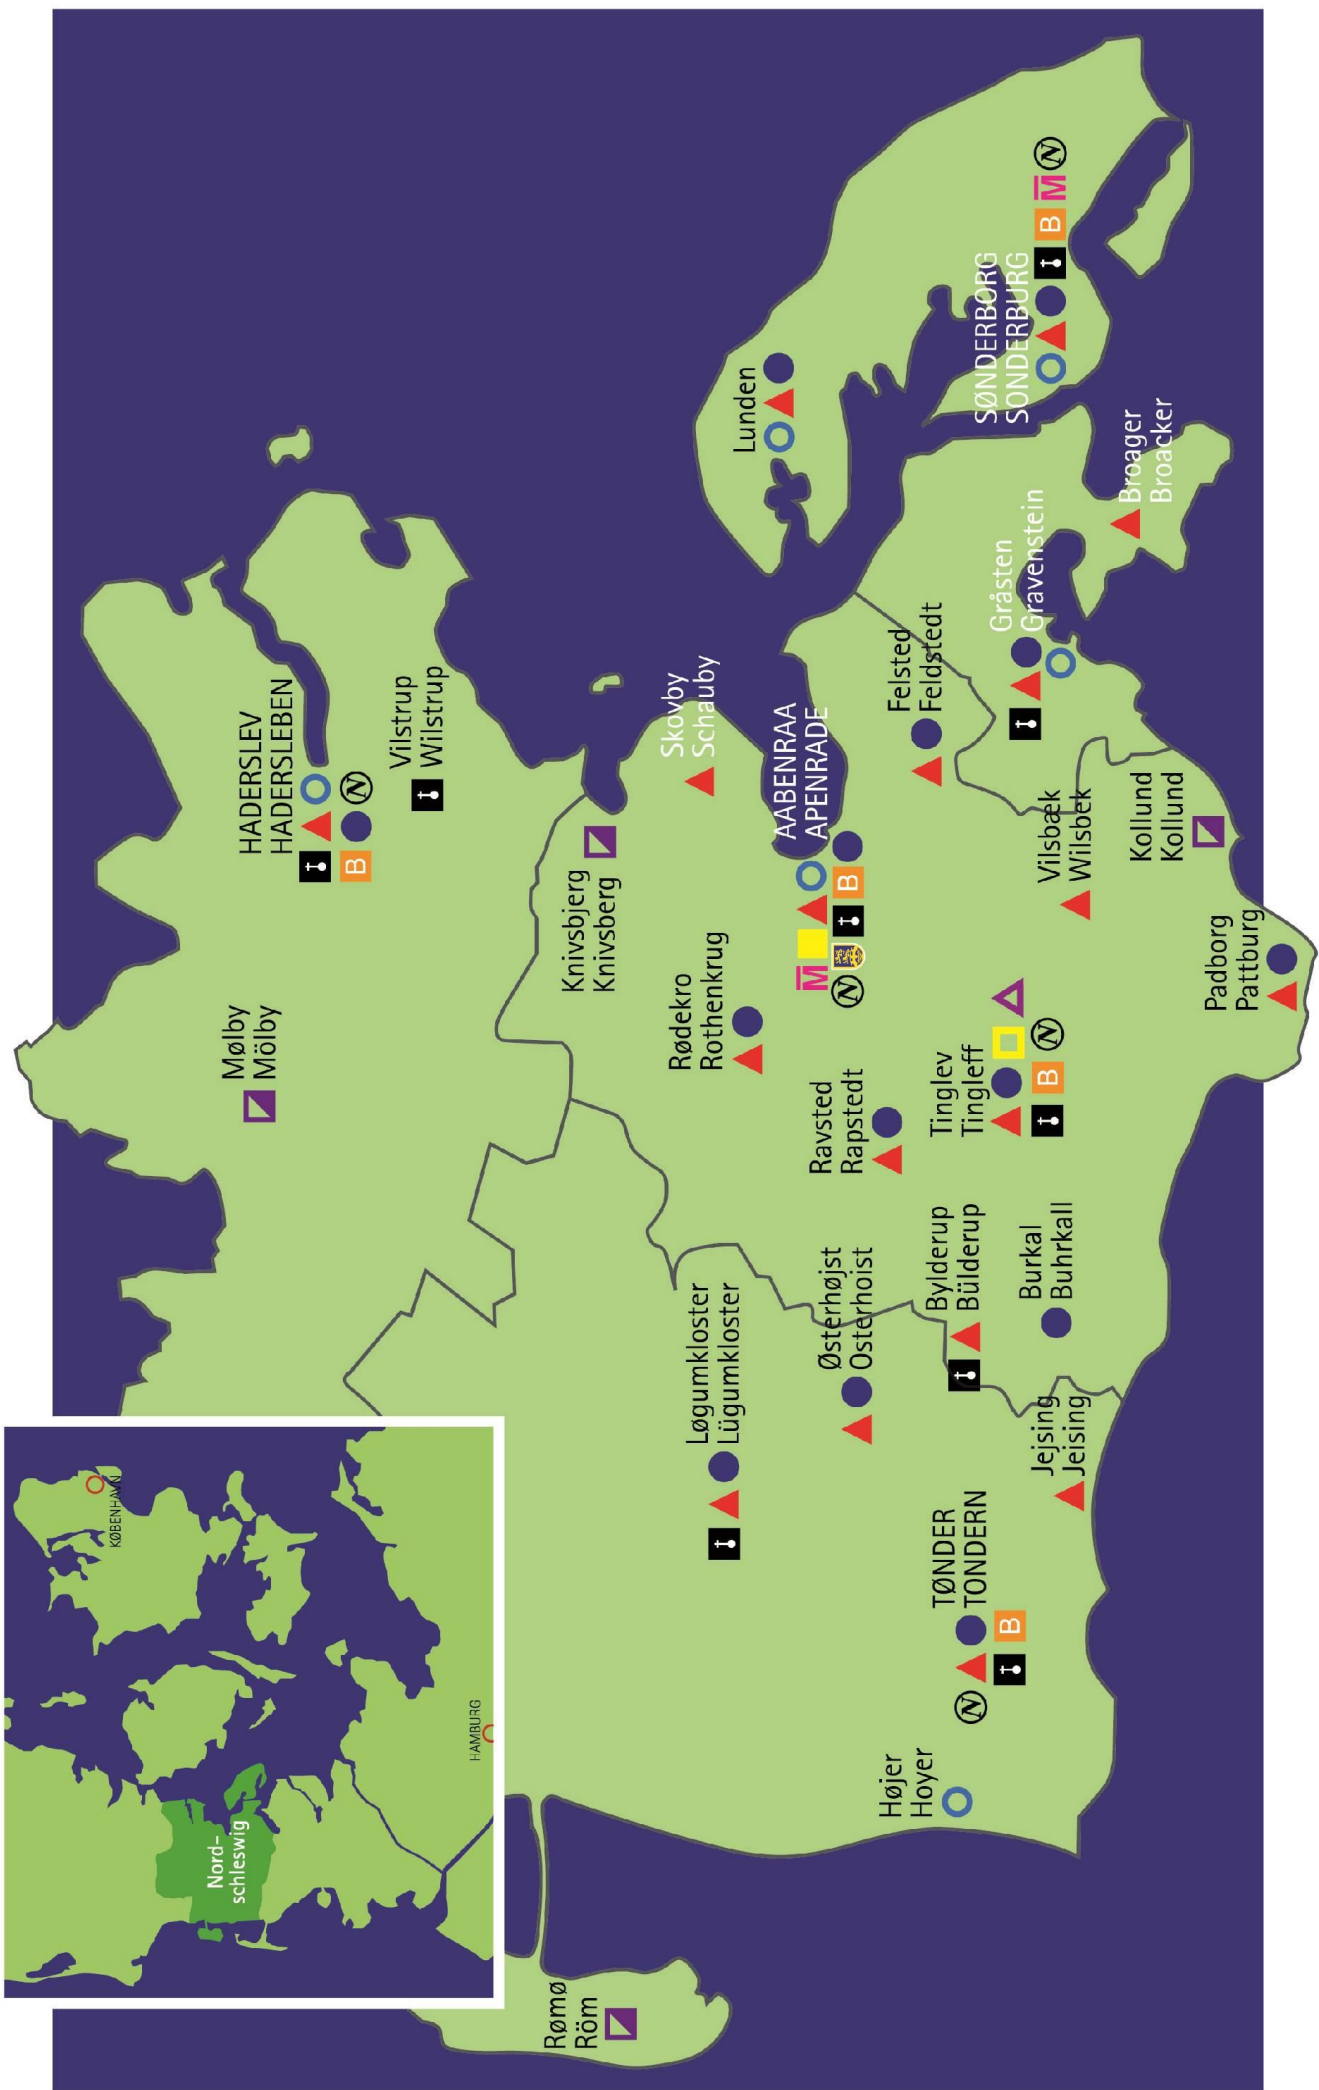 KØBENHAVN
HAMBURG
Nord-
schleswig
Rømø
Röm
Mølby
Mölby
HADERSLEV
HADERSLEBEN
B
N
Vilstrup
Wilstrup
Knivsbjerg
Knivsberg
Skovby
Schauby
Rødekro
Rothenkrug
AABENRAA
APENRADE
M
N
B
Lunden
Løgumkloster
Lügumkloster
Ravsted
Rapstedt
Østerhøjst
Osterhoist
Felsted
Feldstedt
Højer
Hoyer
TØNDER
TONDERN
N
B
Bylderup
Bülderup
Tinglev
Tingleff
B
N
Gråsten
Gravenstein
SØNDERBORG
SONDERBURG
B
M
N
Jejsing
Jeising
Burkal
Buhrkall
Vilsbæk
Wilsbek
Broager
Broacker
Kollund
Kollund
Padborg
Pattburg